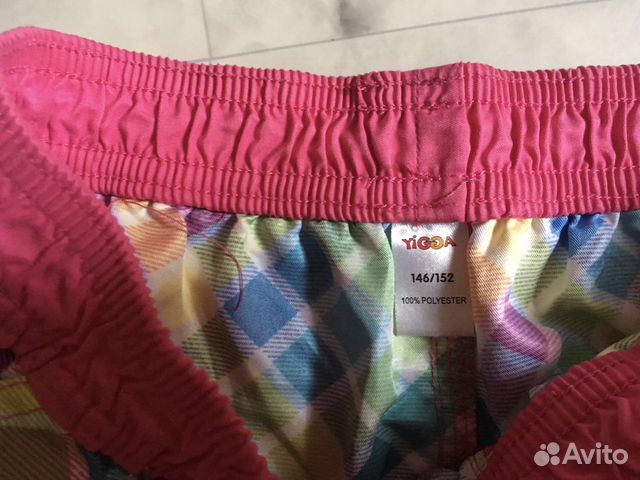 YiGGA
146/152
100% POLYESTER
Avito